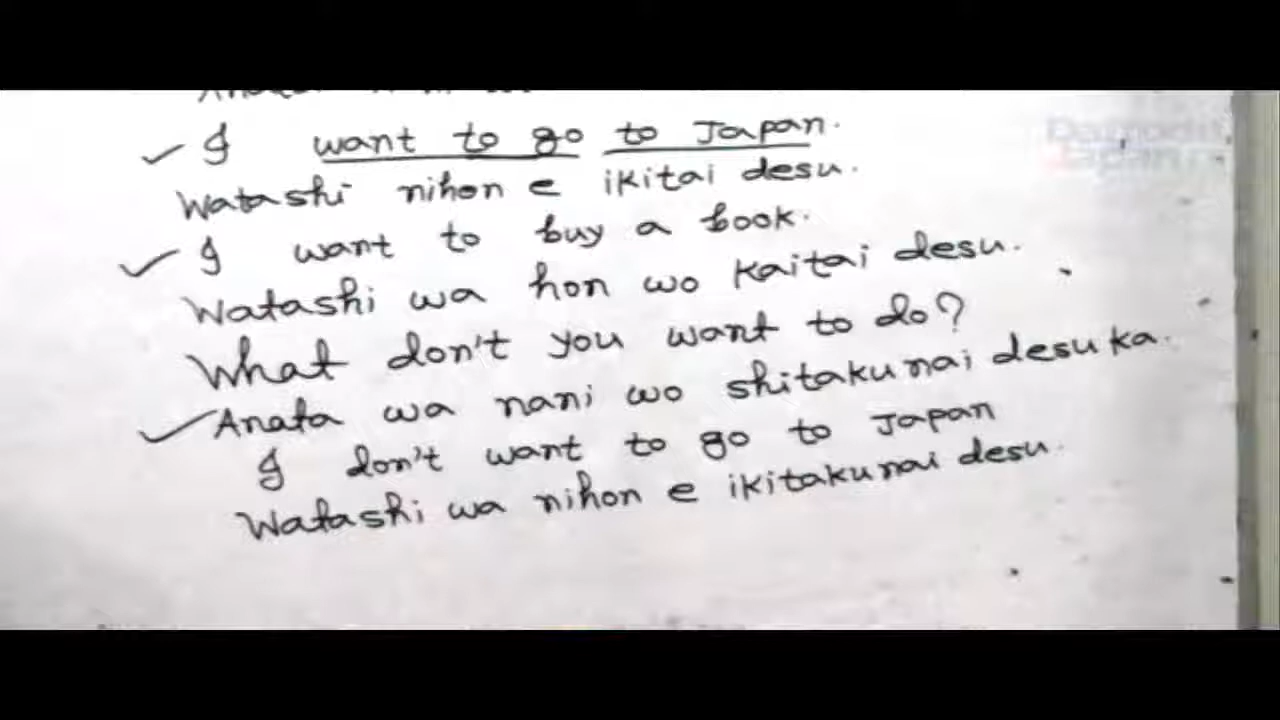 I want to go to Japan.
Watashi nihon e ikitai desu.
I want to buy a book.
Watashi wa hon wo kaitai desu.
What don't you want to do?
Anata wa nani wo shitakunai desu ka.
I don't want to go to Japan
Watashi wa nihon e ikitakunai desu.